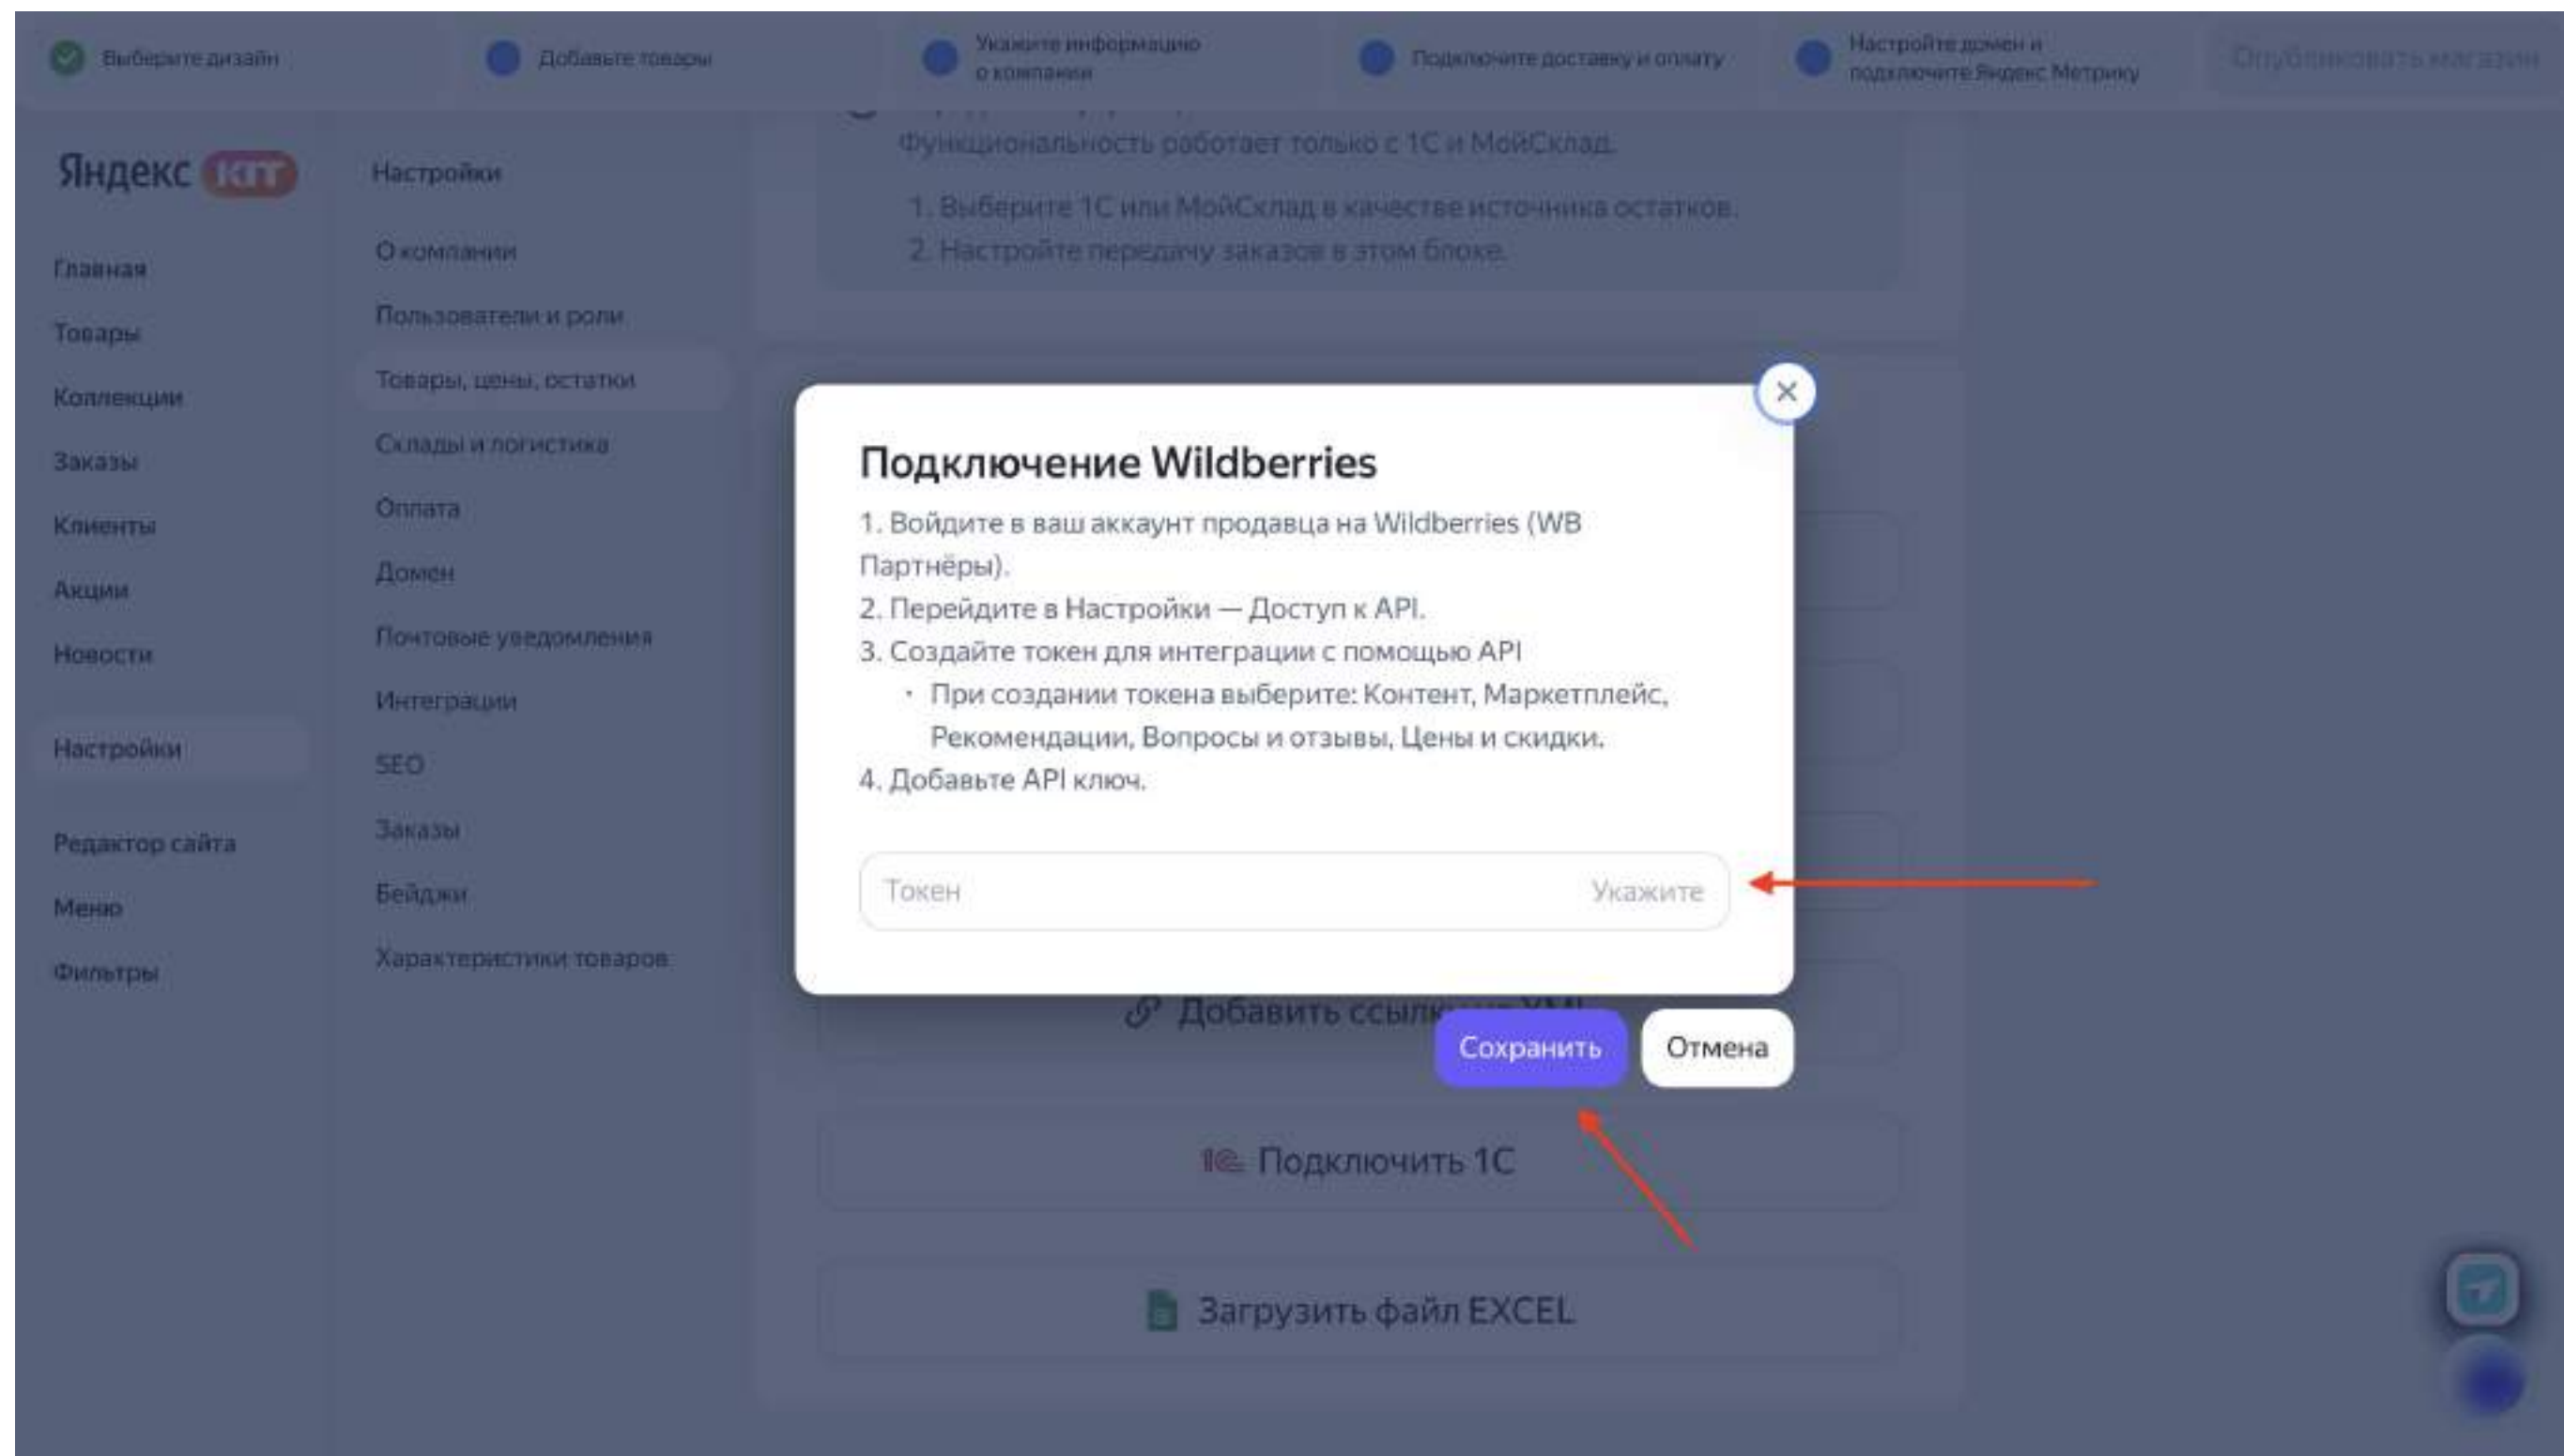 Выберите дизайн
Добавьте товары
Укажите информацию
о компании
Подключите доставку и оплату
Настройте домен и
подключите Яндекс Метрику
Опубликовать магазин
Яндекс КIT
Главная
Товары
Коллекции
Заказы
Клиенты
Акции
Новости
Настройки
Редактор сайта
Меню
Фильтры
Настройки
О компании
Пользователи и роли
Товары, цены, остатки
Склады и логистика
Оплата
Домен
Почтовые уведомления
Интеграции
SEO
Заказы
Бейджи
Характеристики товаров
Функциональность работает только с 1С и МойСклад.
1. Выберите 1С или МойСклад в качестве источника остатков.
2. Настройте передачу заказов в этом блоке.
Подключение Wildberries
1. Войдите в ваш аккаунт продавца на Wildberries (WB
Партнёры).
2. Перейдите в Настройки — Доступ к API.
3. Создайте токен для интеграции с помощью API
· При создании токена выберите: Контент, Маркетплейс,
Рекомендации, Вопросы и отзывы, Цены и скидки.
4. Добавьте API ключ.
Токен Укажите
Добавить
Сохранить Отмена
1С Подключить 1С
Загрузить файл EXCEL